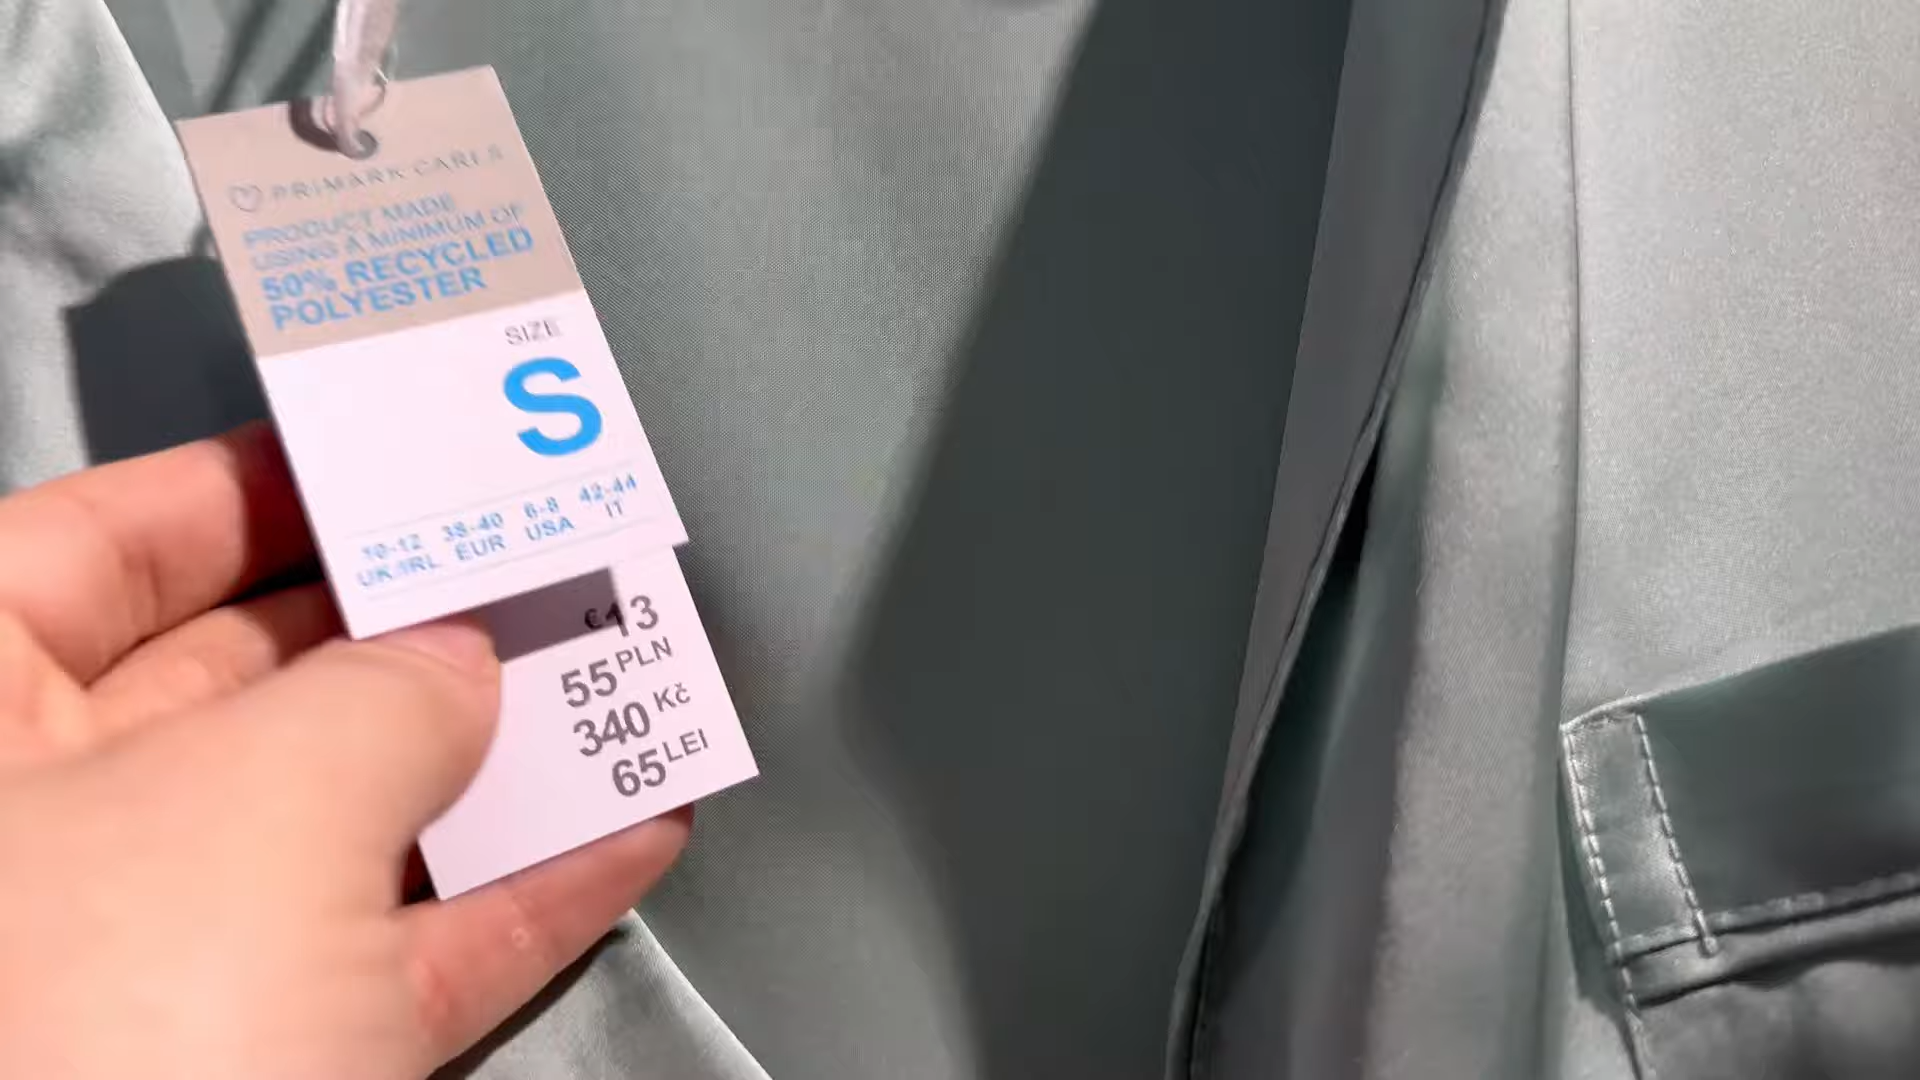 PRIMARK CARES
PRODUCT MADE
USING A MINIMUM OF
50% RECYCLED
POLYESTER
SIZE
S
10-12 38-40 6-8 42-44
UK/IRL EUR USA IT
€13
55 PLN
340 Kč
65 LEI